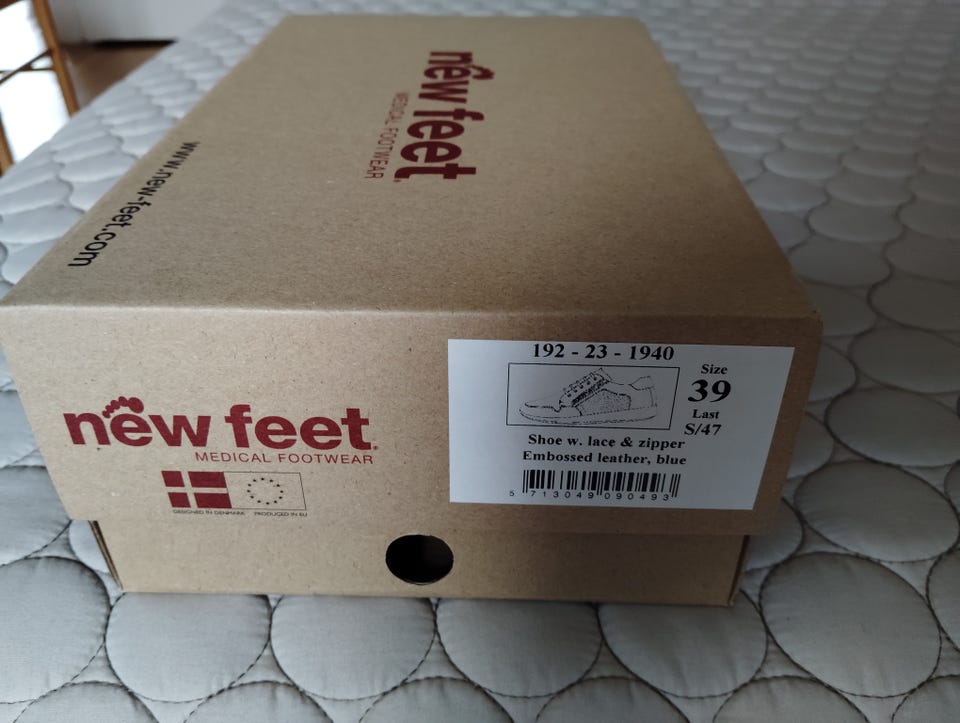 new feet
MEDICAL FOOTWEAR
www.new-feet.com
new feet
MEDICAL FOOTWEAR
DESIGNED IN DENMARK PRODUCED IN EU
192 - 23 - 1940
Size
39
Last
S/47
Shoe w. lace & zipper
Embossed leather, blue
5 713049 090493